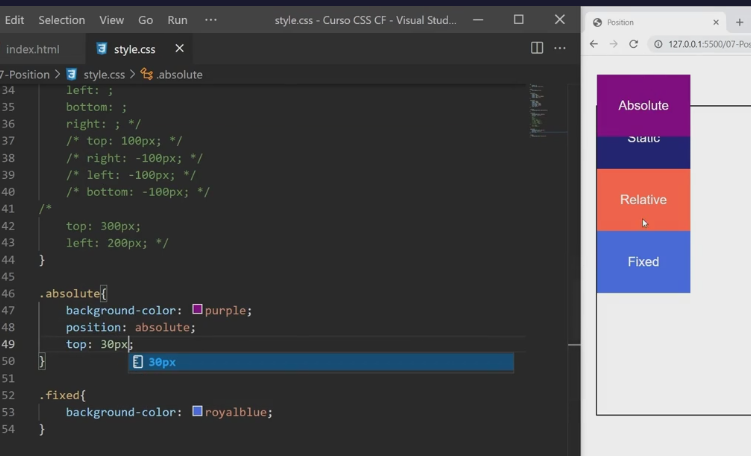 Edit Selection View Go Run ··· style.css - Curso CSS CF - Visual Stud...
index.html style.css
7-Position > style.css > .absolute
34 left: ;
35 bottom: ;
36 right: ; */
37 /* top: 100px; */
38 /* right: -100px; */
39 /* left: -100px; */
40 /* bottom: -100px; */
41 /*
42 top: 300px;
43 left: 200px; */
44 }
45
46 .absolute{
47 background-color: purple;
48 position: absolute;
49 top: 30px;
50 }
30px
51
52 .fixed{
53 background-color: royalblue;
54 }
Position
127.0.0.1:5500/07-Pos
Absolute
Static
Relative
Fixed